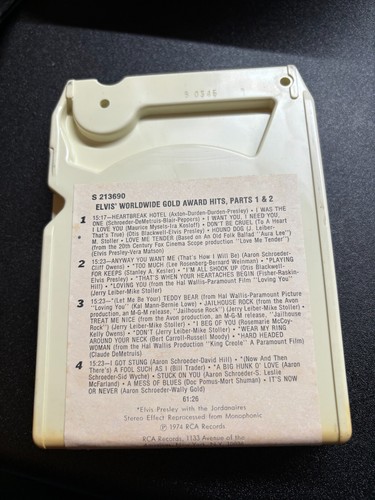 9 0346 1
S 213690
ELVIS' WORLDWIDE GOLD AWARD HITS, PARTS 1 & 2
1 15:17—HEARTBREAK HOTEL (Axton-Durden-Durden-Presley) • I WAS THE
ONE (Schroeder-DeMetruis-Blair-Peppers) • I WANT YOU, I NEED YOU,
I LOVE YOU (Maurice Mysels-Ira Kosloff) • DON'T BE CRUEL (To A Heart
That's True) (Otis Blackwell-Elvis Presley) • HOUND DOG (J. Leiber-
M. Stoller • LOVE ME TENDER (Based on An Old Folk Ballad "Aura Lew")
(from the 20th Century Fox Cinema Scope production "Love Me Tender")
(Elvis Presley-Vera Matson)
2 15:23—ANYWAY YOU WANT ME (That's How I Will Be) (Aaron Schroeder-
Cliff Owens) • *TOO MUCH (Lee Rosenberg-Bernard Weinman) • *PLAYING
FOR KEEPS (Stanley A. Kesler) • *I'M ALL SHOOK UP (Otis Blackwell-
Elvis Presley) • *THAT'S WHEN YOUR HEARTACHES BEGIN (Fisher-Raskin-
Hill) • *LOVING YOU (from the Hal Wallis-Paramount Film "Loving You")
(Jerry Leiber-Mike Stoller)
3 15:23—*(Let Me Be Your) TEDDY BEAR (from Hal Wallis-Paramount Picture
"Loving You" (Kal Mann-Bernie Lowe) • *JAILHOUSE ROCK (from the Avon
production, an M-G-M release, "Jailhouse Rock") (Jerry Leiber-Mike Stoller)
TREAT ME NICE (from the Avon production, an M-G-M release "Jailhouse
Rock") (Jerry Leiber-Mike Stoller) • *I BEG OF YOU (Rosemarie McCoy-
Kelly Owens) • *DON'T (Jerry Leiber-Mike Stoller) • *WEAR MY RING
AROUND YOUR NECK (Bert Carroll-Russell Moody) • *HARD HEADED
WOMAN (from the Hal Wallis Production "King Creole" A Paramount Film)
(Claude DeMetruis)
4 15:23—I GOT STUNG (Aaron Schroeder-David Hill) • *(Now And Then
There's) A FOOL SUCH AS I (Bill Trader) • *A BIG HUNK O' LOVE (Aaron
Schroeder-Sid Wyche) • STUCK ON YOU (Aaron Schroeder-S. Leslie
McFarland) • A MESS OF BLUES (Doc Pomus-Mort Shuman) • IT'S NOW
OR NEVER (Aaron Schroeder-Wally Gold)
61:26
*Elvis Presley with the Jordanaires
Stereo Effect Reprocessed from Monophonic
℗ 1974 RCA Records
RCA Records, 1133 Avenue of the